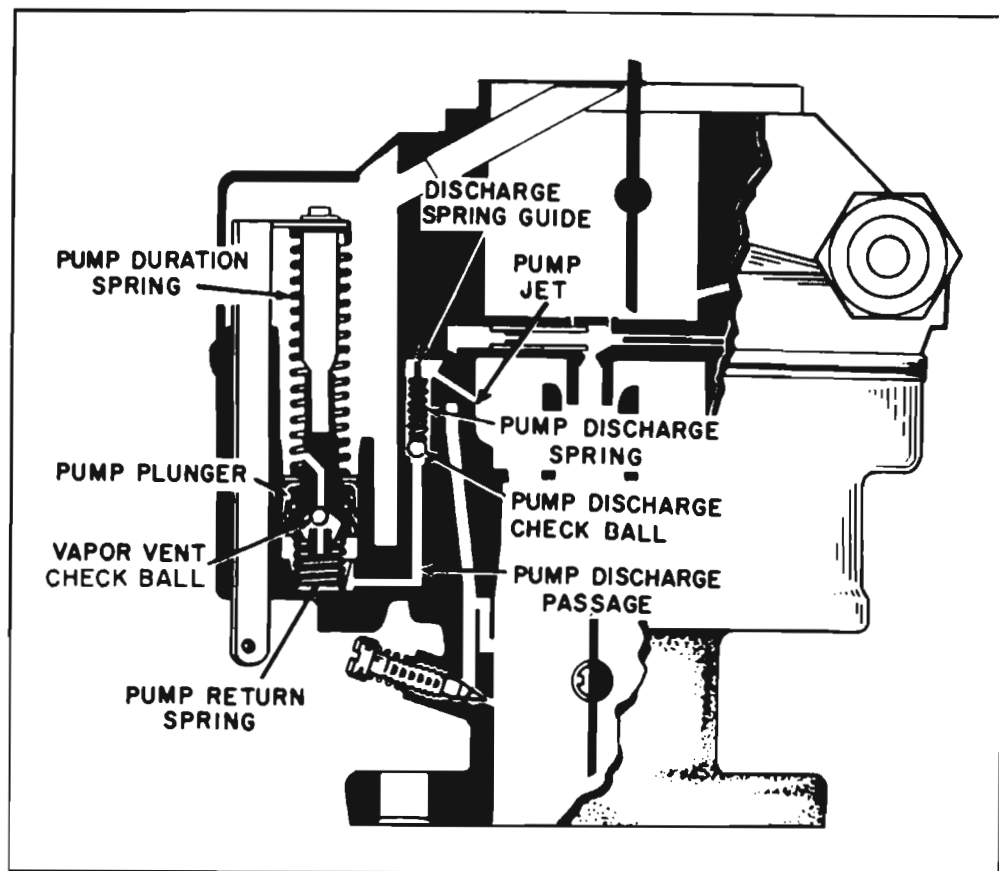 DISCHARGE
SPRING GUIDE
PUMP DURATION
SPRING
PUMP
JET
PUMP DISCHARGE
SPRING
PUMP PLUNGER
PUMP DISCHARGE
CHECK BALL
VAPOR VENT
CHECK BALL
PUMP DISCHARGE
PASSAGE
PUMP RETURN
SPRING